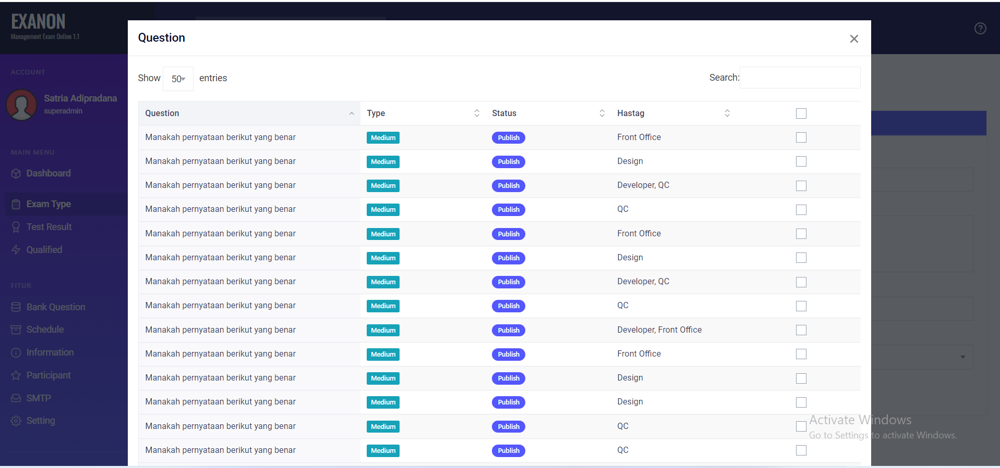 EXANON
Management Exam Online 1.1
ACCOUNT
Satria Adipradana
superadmin
MAIN MENU
Dashboard
Exam Type
Test Result
Qualified
FITUR
Bank Question
Schedule
Information
Participant
SMTP
Setting
Question
Show 50 entries
Search:
Question Type Status Hastag
Manakah pernyataan berikut yang benar Medium Publish Front Office
Manakah pernyataan berikut yang benar Medium Publish Design
Manakah pernyataan berikut yang benar Medium Publish Developer, QC
Manakah pernyataan berikut yang benar Medium Publish QC
Manakah pernyataan berikut yang benar Medium Publish Front Office
Manakah pernyataan berikut yang benar Medium Publish Design
Manakah pernyataan berikut yang benar Medium Publish Developer, QC
Manakah pernyataan berikut yang benar Medium Publish QC
Manakah pernyataan berikut yang benar Medium Publish Developer, Front Office
Manakah pernyataan berikut yang benar Medium Publish Front Office
Manakah pernyataan berikut yang benar Medium Publish Design
Manakah pernyataan berikut yang benar Medium Publish Design
Manakah pernyataan berikut yang benar Medium Publish QC
Manakah pernyataan berikut yang benar Medium Publish QC
Activate Windows
Go to Settings to activate Windows.